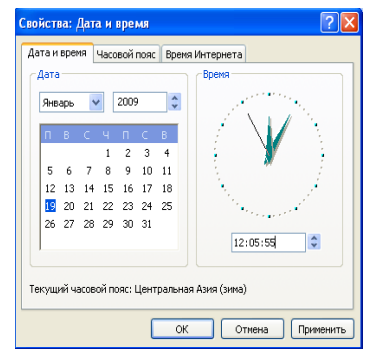 Свойства: Дата и время
Дата и время Часовой пояс Время Интернета
Дата
Январь 2009
П В С Ч П С В
1 2 3 4
5 6 7 8 9 10 11
12 13 14 15 16 17 18
19 20 21 22 23 24 25
26 27 28 29 30 31
Время
12:05:55
Текущий часовой пояс: Центральная Азия (зима)
OK Отмена Применить